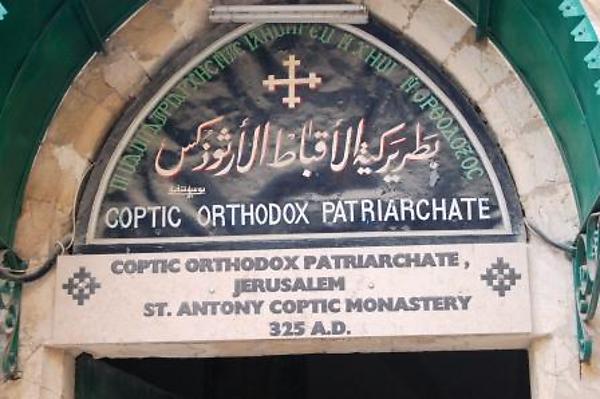 بطريركية الأقباط الأرثوذكس
COPTIC ORTHODOX PATRIARCHATE
COPTIC ORTHODOX PATRIARCHATE ,
JERUSALEM
ST. ANTONY COPTIC MONASTERY
325 A.D.